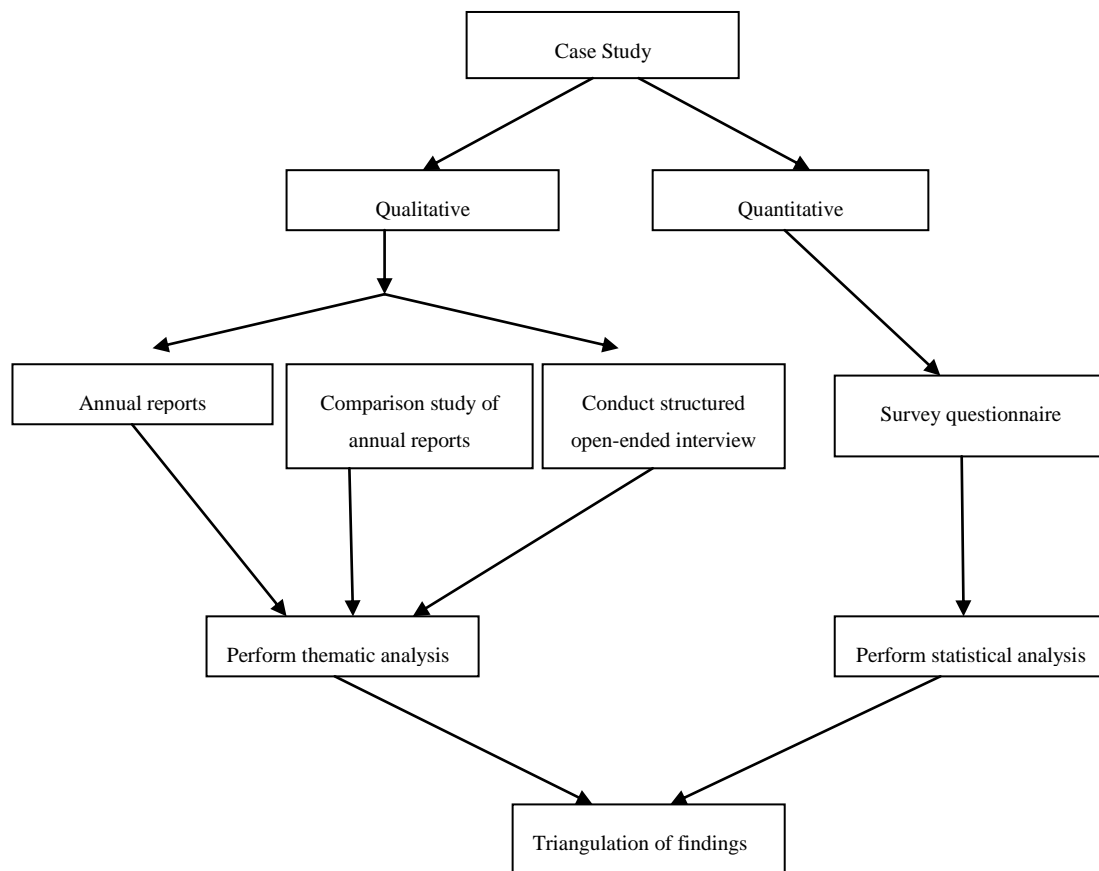 Case Study
Qualitative
Quantitative
Annual reports
Comparison study of
annual reports
Conduct structured
open-ended interview
Survey questionnaire
Perform thematic analysis
Perform statistical analysis
Triangulation of findings